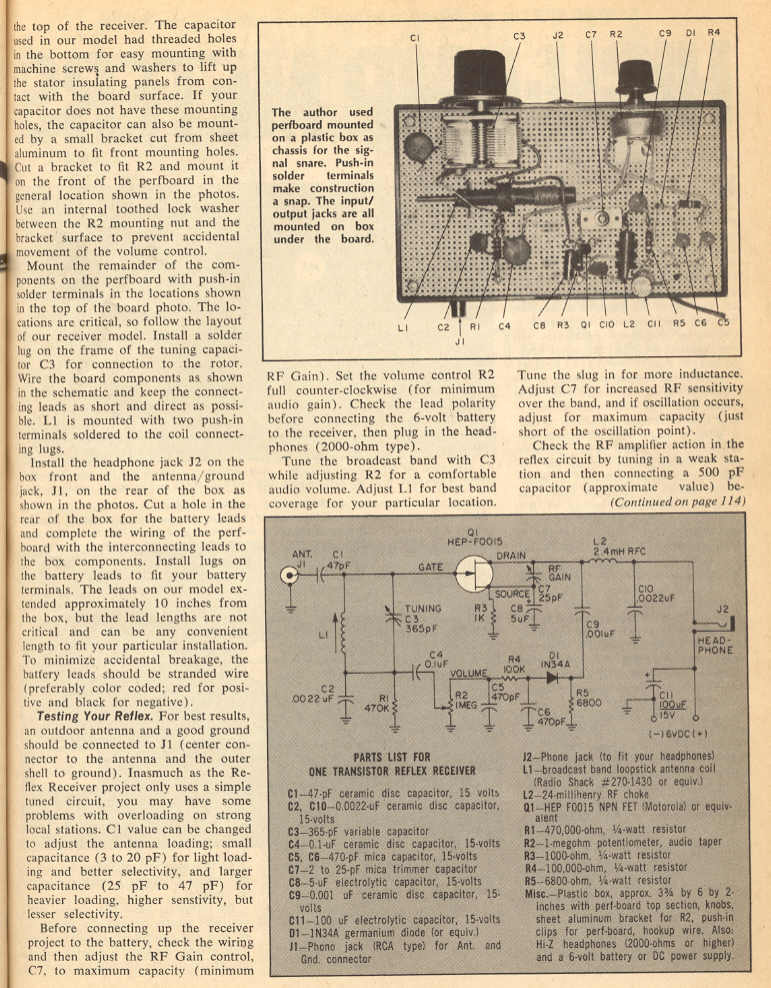 the top of the receiver. The capacitor
used in our model had threaded holes
in the bottom for easy mounting with
machine screws and washers to lift up
the stator insulating panels from con-
tact with the board surface. If your
capacitor does not have these mounting
holes, the capacitor can also be mount-
ed by a small bracket cut from sheet
aluminum to fit front mounting holes.
Cut a bracket to fit R2 and mount it
on the front of the perfboard in the
general location shown in the photos.
Use an internal toothed lock washer
between the R2 mounting nut and the
bracket surface to prevent accidental
movement of the volume control.
Mount the remainder of the com-
ponents on the perfboard with push-in
solder terminals in the locations shown
in the top of the board photo. The lo-
cations are critical, so follow the layout
of our receiver model. Install a solder
lug on the frame of the tuning capaci-
tor C3 for connection to the rotor.
Wire the board components as shown
in the schematic and keep the connect-
ing leads as short and direct as possi-
ble. L1 is mounted with two push-in
terminals soldered to the coil connect-
ing lugs.
Install the headphone jack J2 on the
box front and the antenna/ground
jack, J1, on the rear of the box as
shown in the photos. Cut a hole in the
rear of the box for the battery leads
and complete the wiring of the perf-
board with the interconnecting leads to
the box components. Install lugs on
the battery leads to fit your battery
terminals. The leads on our model ex-
tended approximately 10 inches from
the box, but the lead lengths are not
critical and can be any convenient
length to fit your particular installation.
To minimize accidental breakage, the
battery leads should be stranded wire
(preferably color coded; red for posi-
tive and black for negative).
Testing Your Reflex. For best results,
an outdoor antenna and a good ground
should be connected to J1 (center con-
nector to the antenna and the outer
shell to ground). Inasmuch as the Re-
flex Receiver project only uses a simple
tuned circuit, you may have some
problems with overloading on strong
local stations. C1 value can be changed
to adjust the antenna loading; small
capacitance (3 to 20 pF) for light load-
ing and better selectivity, and larger
capacitance (25 pF to 47 pF) for
heavier loading, higher senstivity, but
lesser selectivity.
Before connecting up the receiver
project to the battery, check the wiring
and then adjust the RF Gain control,
C7, to maximum capacity (minimum
The author used
perfboard mounted
on a plastic box as
chassis for the sig-
nal snare. Push-in
solder terminals
make construction
a snap. The input/
output jacks are all
mounted on box
under the board.
C1 C3 J2 C7 R2 C9 D1 R4
L1 C2 R1 C4 C8 R3 Q1 C10 L2 C11 R5 C6 C5
J1
RF Gain). Set the volume control R2
full counter-clockwise (for minimum
audio gain). Check the lead polarity
before connecting the 6-volt battery
to the receiver, then plug in the head-
phones (2000-ohm type).
Tune the broadcast band with C3
while adjusting R2 for a comfortable
audio volume. Adjust L1 for best band
coverage for your particular location.
Tune the slug in for more inductance.
Adjust C7 for increased RF sensitivity
over the band, and if oscillation occurs,
adjust for maximum capacity (just
short of the oscillation point).
Check the RF amplifier action in the
reflex circuit by tuning in a weak sta-
tion and then connecting a 500 pF
capacitor (approximate value) be-
(Continued on page 114)
ANT.
J1
C1
47pF
GATE
Q1
HEP-F0015
DRAIN
SOURCE
RF
GAIN
C7
25pF
L2
2.4mH RFC
C10
.0022uF
J2
HEAD-
PHONE
TUNING
C3
365pF
R3
1K
C8
5uF
C9
.001uF
L1
C2
.0022uF
R1
470K
C4
0.1uF
VOLUME
R2
1MEG
R4
100K
C5
470pF
C6
470pF
D1
1N34A
R5
6800
+
C11
100uF
15V
(-)6VDC(+)
PARTS LIST FOR
ONE TRANSISTOR REFLEX RECEIVER
C1—47-pF ceramic disc capacitor, 15 volts
C2, C10—0.0022-uF ceramic disc capacitor,
15-volts
C3—365-pF variable capacitor
C4—0.1-uF ceramic disc capacitor, 15-volts
C5, C6—470-pF mica capacitor, 15-volts
C7—2 to 25-pF mica trimmer capacitor
C8—5-uF electrolytic capacitor, 15-volts
C9—0.001 uF ceramic disc capacitor, 15-
volts
C11—100 uF electrolytic capacitor, 15-volts
D1—1N34A germanium diode (or equiv.)
J1—Phono jack (RCA type) for Ant. and
Gnd. connector
J2—Phone jack (to fit your headphones)
L1—broadcast band loopstick antenna coil
(Radio Shack #270-1430 or equiv.)
L2—24-millihenry RF choke
Q1—HEP F0015 NPN FET (Motorola) or equiv-
alent
R1—470,000-ohm, ¼-watt resistor
R2—1-megohm potentiometer, audio taper
R3—1000-ohm, ¼-watt resistor
R4—100,000-ohm, ¼-watt resistor
R5—6800-ohm, ¼-watt resistor
Misc.—Plastic box, approx. 3¾ by 6 by 2-
inches with perf-board top section, knobs,
sheet aluminum bracket for R2, push-in
clips for perf-board, hookup wire. Also:
Hi-Z headphones (2000-ohms or higher)
and a 6-volt battery or DC power supply.